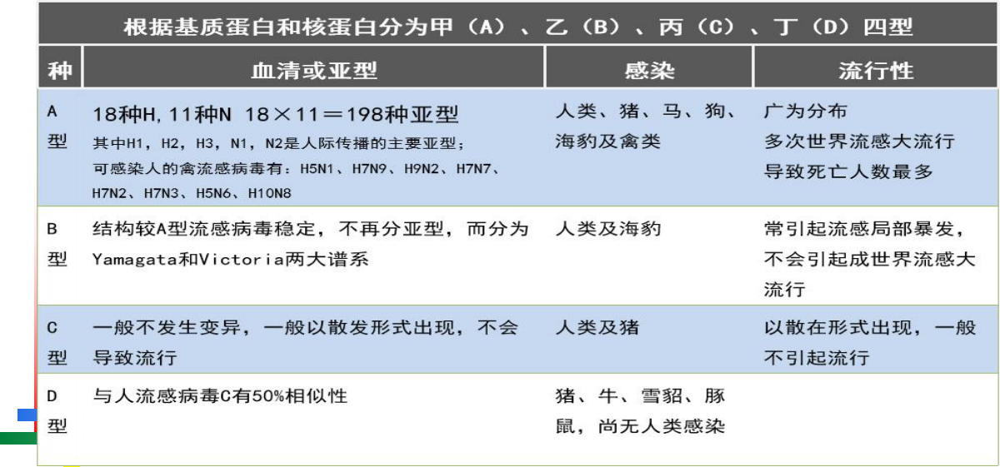 根据基质蛋白和核蛋白分为甲（A）、乙（B）、丙（C）、丁（D）四型
种 血清或亚型 感染 流行性
A型
18种H, 11种N 18×11＝198种亚型
其中H1, H2, H3, N1, N2是人际传播的主要亚型;
可感染人的禽流感病毒有: H5N1、H7N9、H9N2、H7N7、
H7N2、H7N3、H5N6、H10N8
人类、猪、马、狗、
海豹及禽类
广为分布
多次世界流感大流行
导致死亡人数最多
B型
结构较A型流感病毒稳定，不再分亚型，而分为
Yamagata和Victoria两大谱系
人类及海豹
常引起流感局部暴发，
不会引起成世界流感大
流行
C型
一般不发生变异，一般以散发形式出现，不会
导致流行
人类及猪
以散在形式出现，一般
不引起流行
D型
与人流感病毒C有50%相似性
猪、牛、雪貂、豚
鼠，尚无人类感染